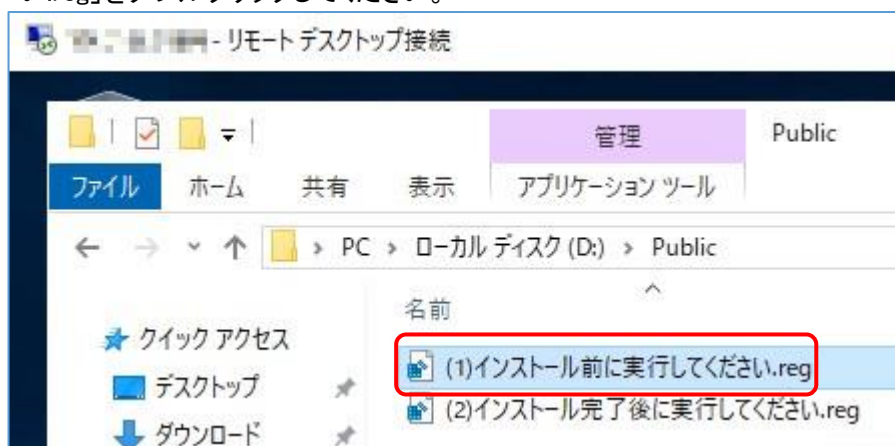 い.reg」をダブルクリックしてください。
- リモート デスクトップ接続
管理 Public
ファイル ホーム 共有 表示 アプリケーション ツール
PC > ローカル ディスク (D:) > Public
名前
クイック アクセス
(1)インストール前に実行してください.reg
デスクトップ
(2)インストール完了後に実行してください.reg
ダウンロード